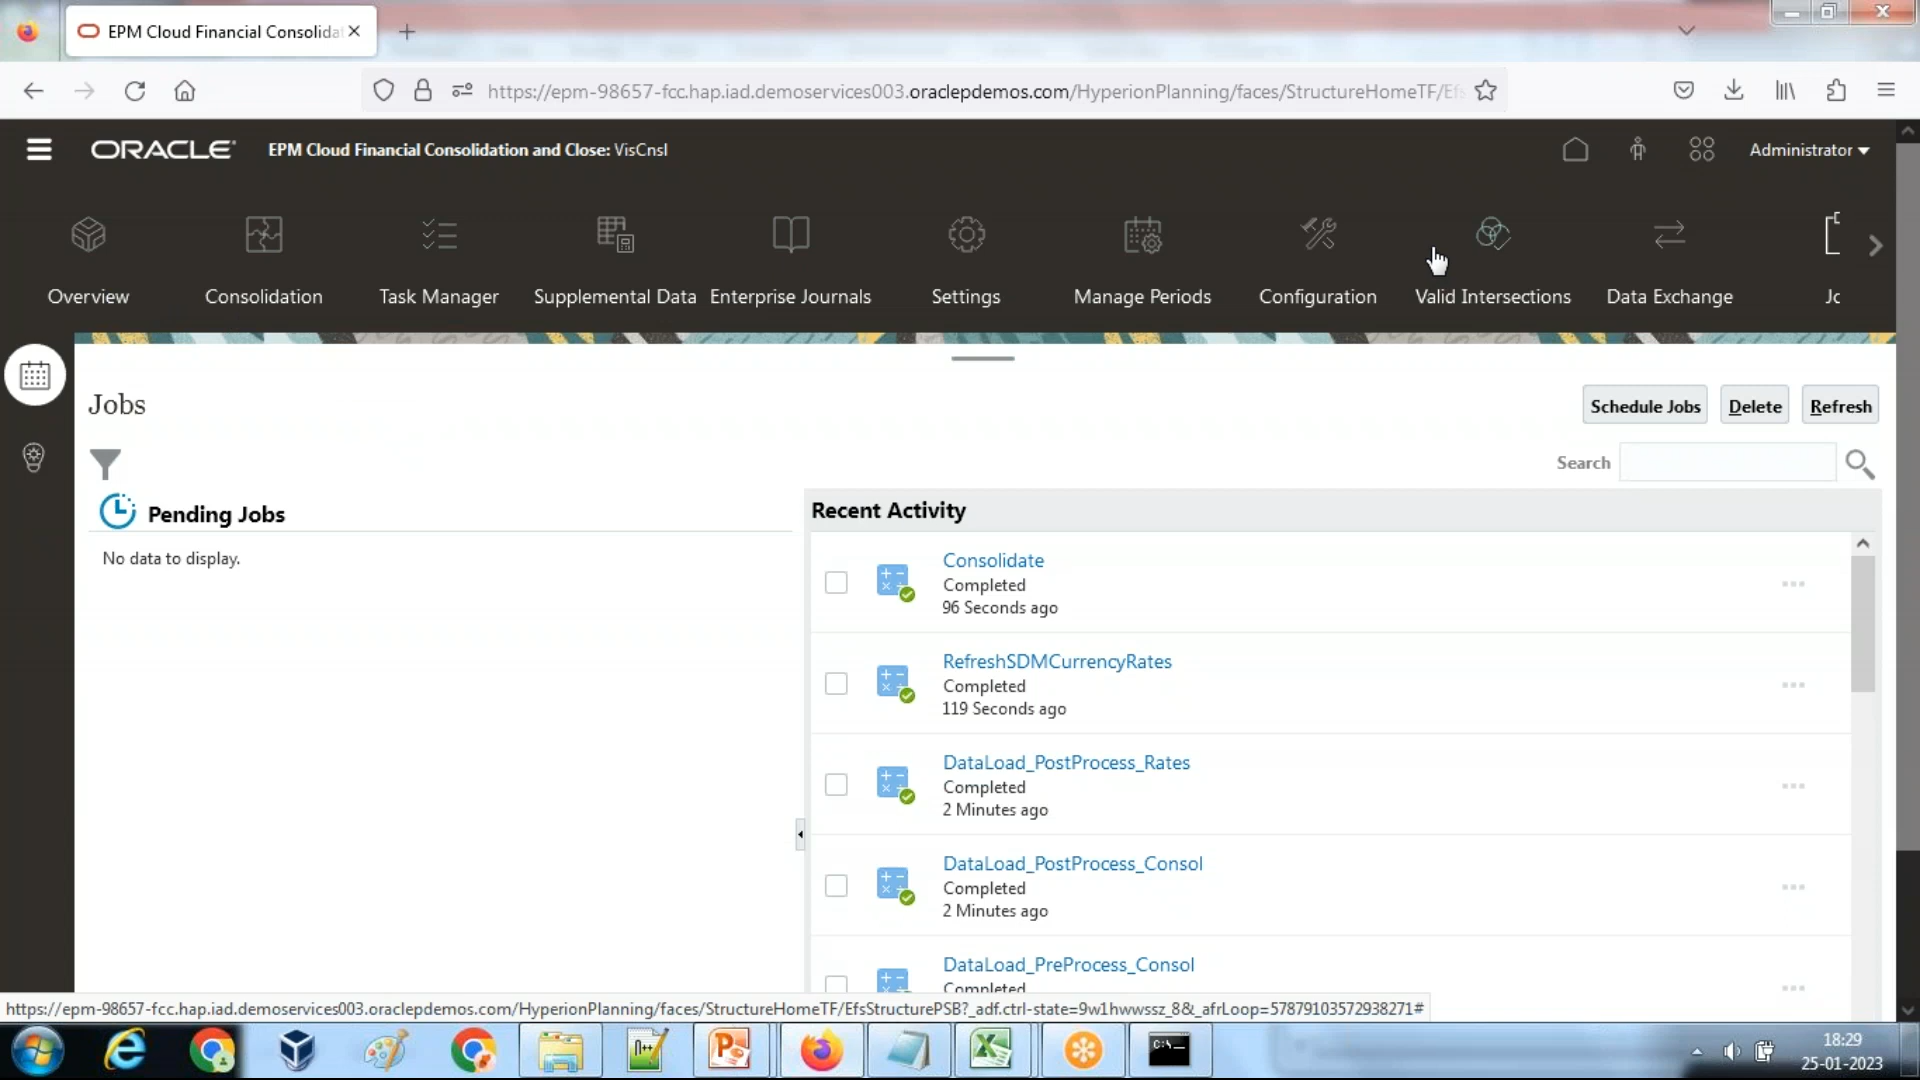 EPM Cloud Financial Consolida
https://epm-98657-fcc.hap.iad.demoservices003.oraclepdemos.com/HyperionPlanning/faces/StructureHomeTF/Efs
ORACLE EPM Cloud Financial Consolidation and Close: VisCnsl
Administrator
Overview
Consolidation
Task Manager
Supplemental Data
Enterprise Journals
Settings
Manage Periods
Configuration
Valid Intersections
Data Exchange
Jobs
Schedule Jobs
Delete
Refresh
Search
Pending Jobs
No data to display.
Recent Activity
Consolidate
Completed
96 Seconds ago
RefreshSDMCurrencyRates
Completed
119 Seconds ago
DataLoad_PostProcess_Rates
Completed
2 Minutes ago
DataLoad_PostProcess_Consol
Completed
2 Minutes ago
DataLoad_PreProcess_Consol
Completed
https://epm-98657-fcc.hap.iad.demoservices003.oraclepdemos.com/HyperionPlanning/faces/StructureHomeTF/EfsStructurePSB?_adf.ctrl-state=9w1hwwssz_8&_afrLoop=57879103572938271#
18:29
25-01-2023